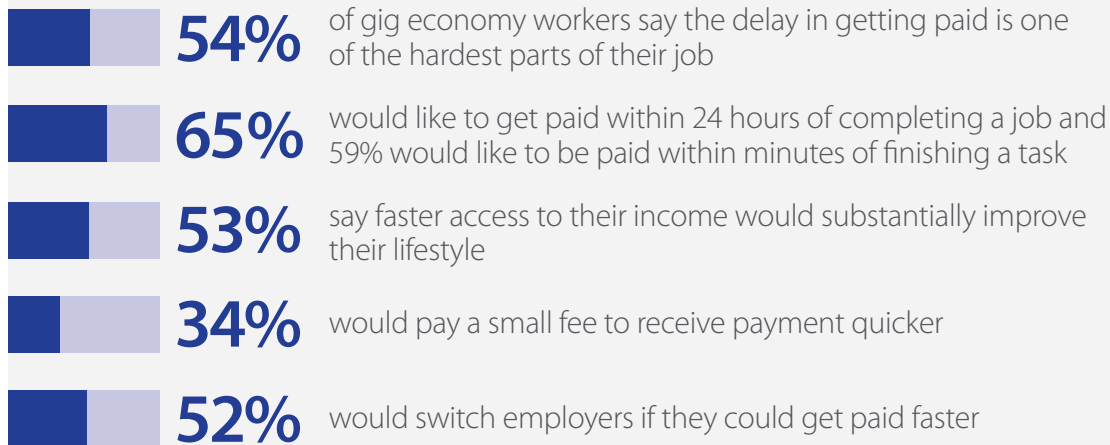 54%
of gig economy workers say the delay in getting paid is one
of the hardest parts of their job
65%
would like to get paid within 24 hours of completing a job and
59% would like to be paid within minutes of finishing a task
53%
say faster access to their income would substantially improve
their lifestyle
34%
would pay a small fee to receive payment quicker
52%
would switch employers if they could get paid faster